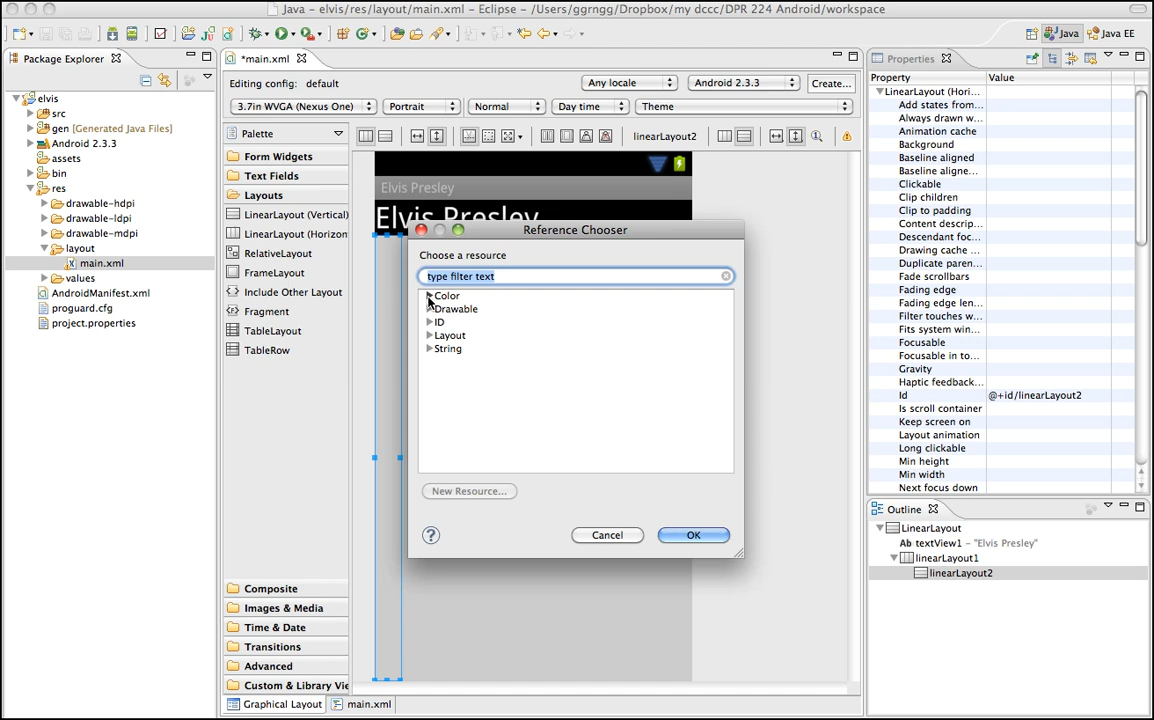 Java – elvis/res/layout/main.xml – Eclipse – /Users/ggrngg/Dropbox/my dccc/DPR 224 Android/workspace
Java
Java EE
Package Explorer
elvis
src
gen [Generated Java Files]
Android 2.3.3
assets
bin
res
drawable-hdpi
drawable-ldpi
drawable-mdpi
layout
main.xml
values
AndroidManifest.xml
proguard.cfg
project.properties
*main.xml
Editing config: default
Any locale
Android 2.3.3
Create...
3.7in WVGA (Nexus One)
Portrait
Normal
Day time
Theme
Palette
linearLayout2
Form Widgets
Text Fields
Layouts
LinearLayout (Vertical)
LinearLayout (Horizon
RelativeLayout
FrameLayout
Include Other Layout
Fragment
TableLayout
TableRow
Composite
Images & Media
Time & Date
Transitions
Advanced
Custom & Library Vie
Graphical Layout
main.xml
Elvis Presley
Elvis Presley
Reference Chooser
Choose a resource
type filter text
Color
Drawable
ID
Layout
String
New Resource...
?
Cancel
OK
Properties
Property
Value
LinearLayout (Hori...
Add states from...
Always drawn w...
Animation cache
Background
Baseline aligned
Baseline aligne...
Clickable
Clip children
Clip to padding
Content descrip...
Descendant foc...
Drawing cache ...
Duplicate paren...
Fade scrollbars
Fading edge
Fading edge len...
Filter touches w...
Fits system win...
Focusable
Focusable in to...
Gravity
Haptic feedback...
Id @+id/linearLayout2
Is scroll container
Keep screen on
Layout animation
Long clickable
Min height
Min width
Next focus down
Outline
LinearLayout
Ab textView1 – "Elvis Presley"
linearLayout1
linearLayout2